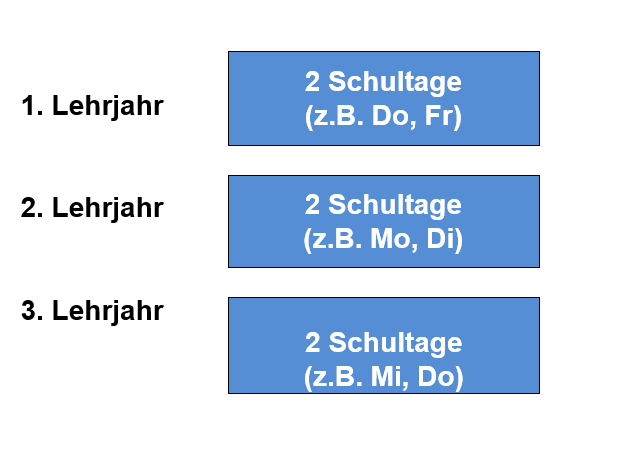 1. Lehrjahr
2 Schultage
(z.B. Do, Fr)
2. Lehrjahr
2 Schultage
(z.B. Mo, Di)
3. Lehrjahr
2 Schultage
(z.B. Mi, Do)